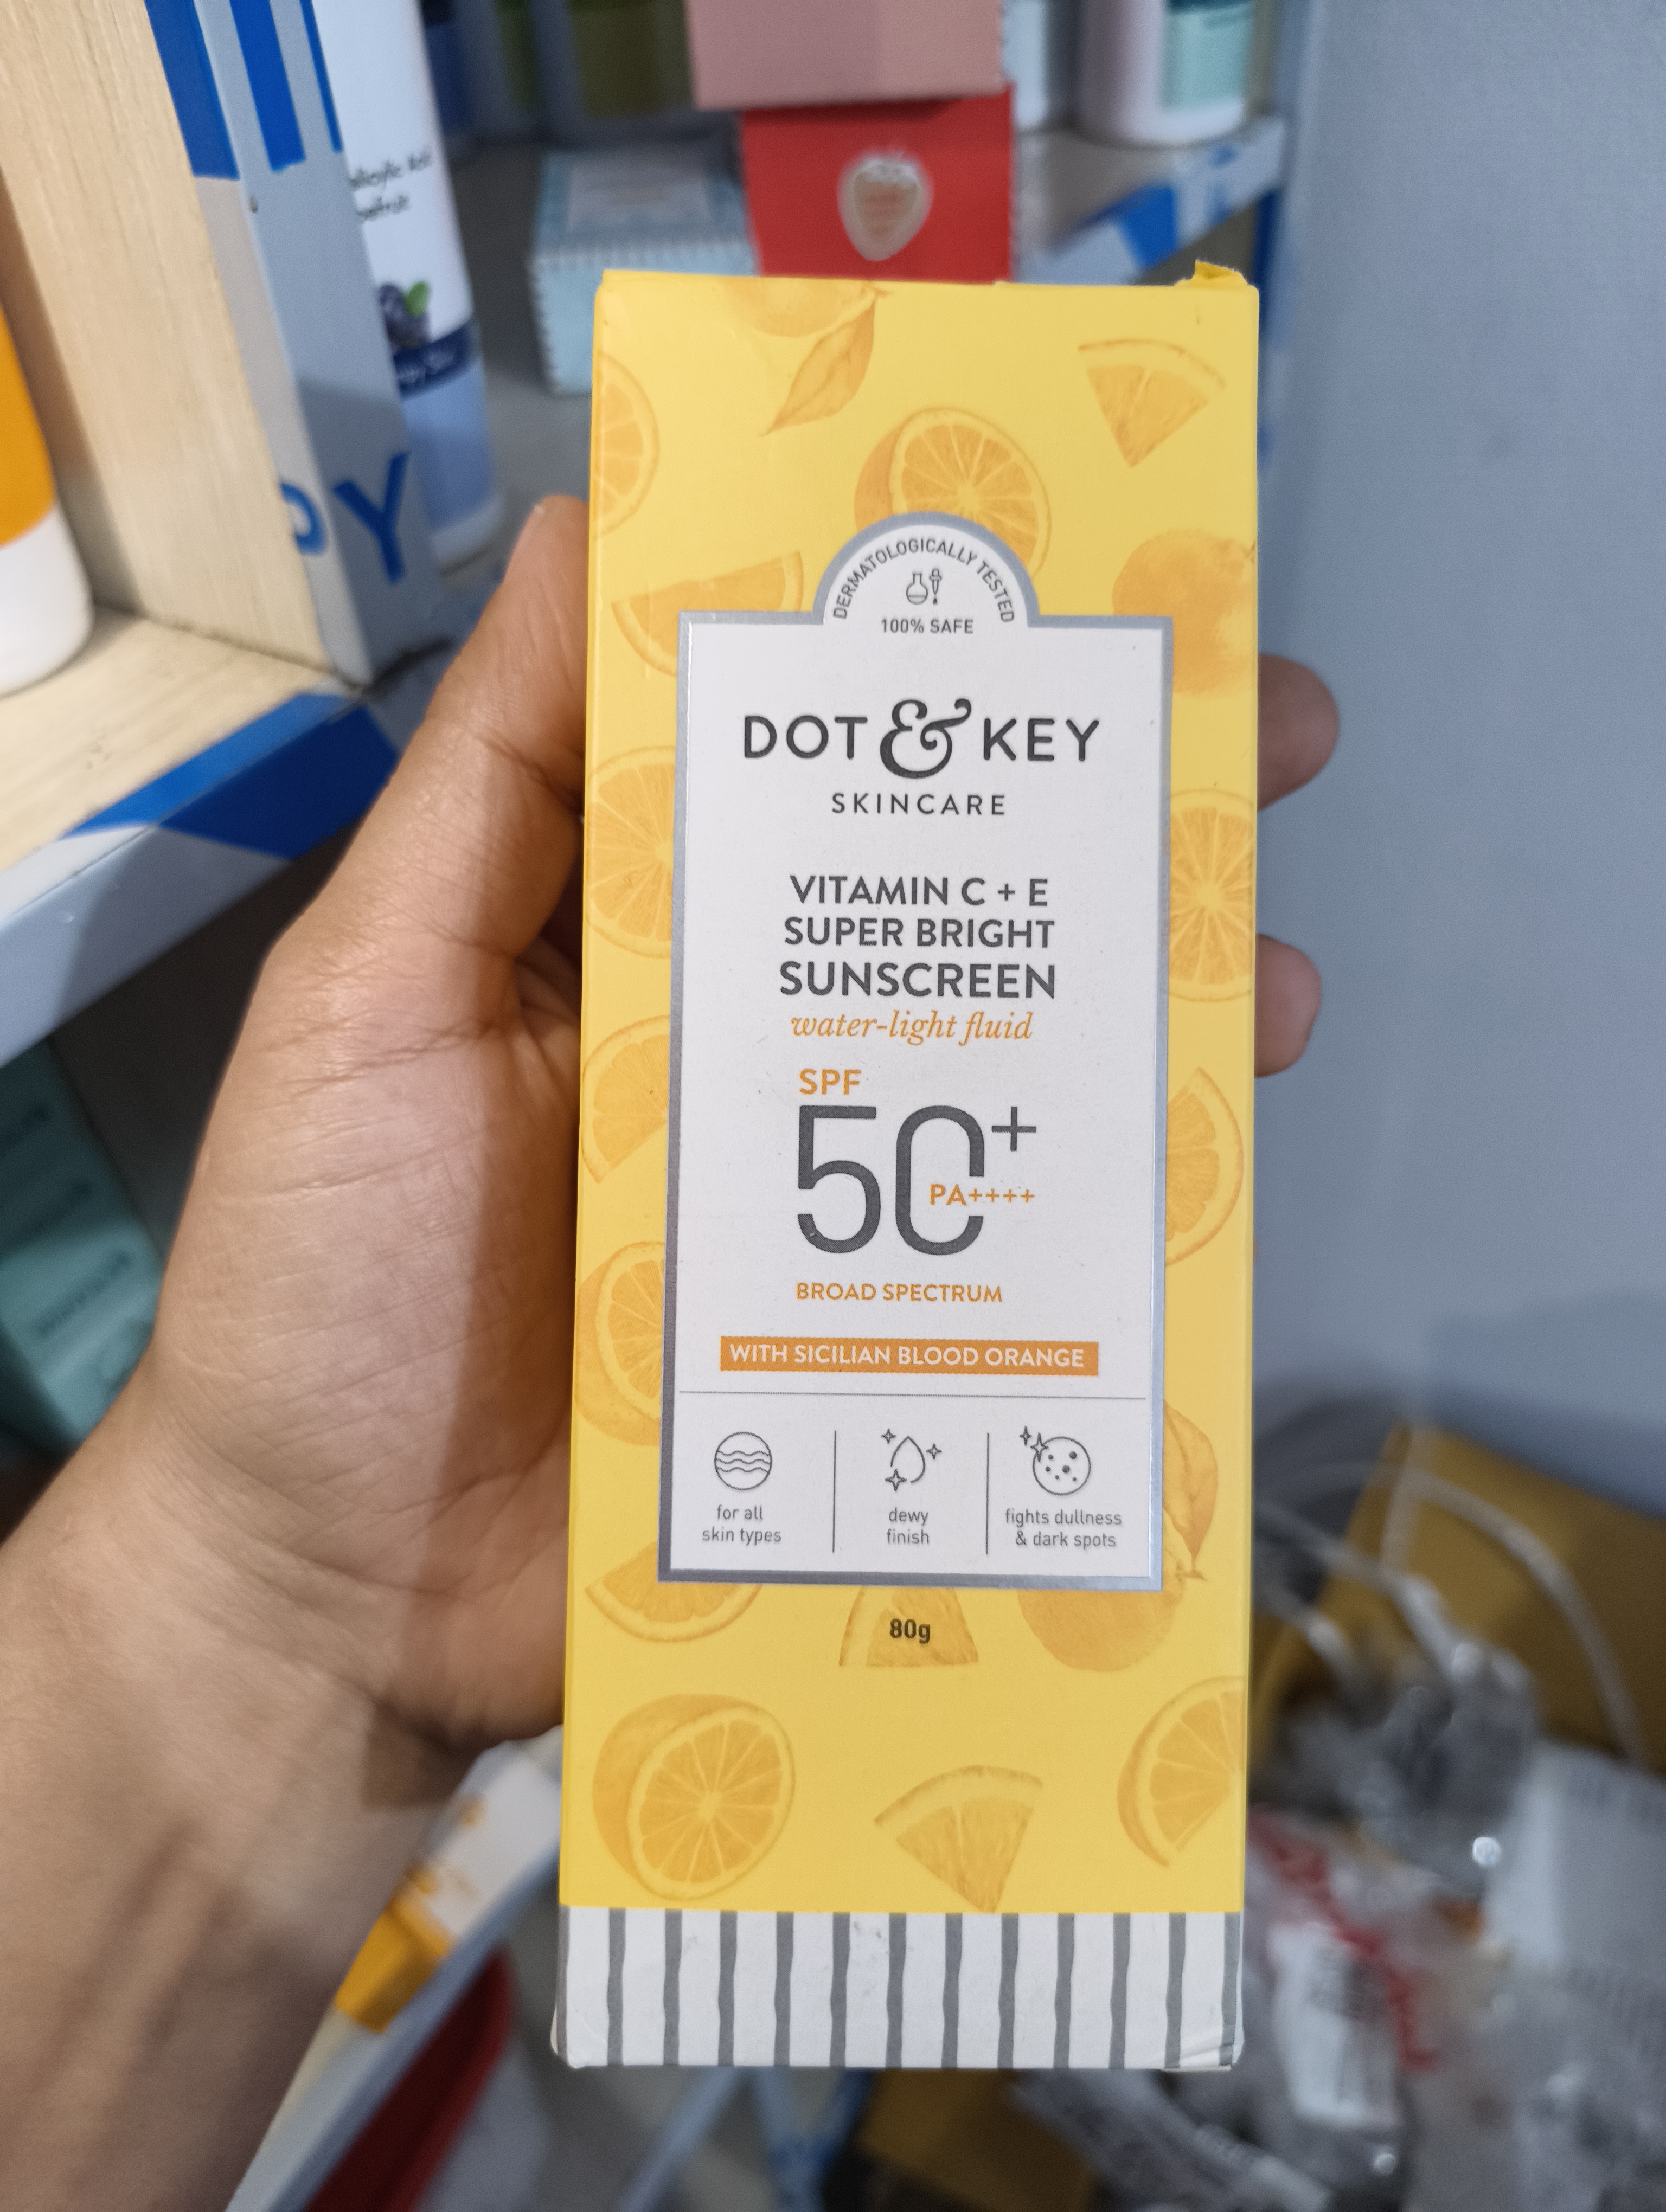 DERMATOLOGICALLY TESTED
100% SAFE
DOT & KEY
SKINCARE
VITAMIN C + E
SUPER BRIGHT
SUNSCREEN
water-light fluid
SPF
50+
PA++++
BROAD SPECTRUM
WITH SICILIAN BLOOD ORANGE
for all
skin types
dewy
finish
fights dullness
& dark spots
80g